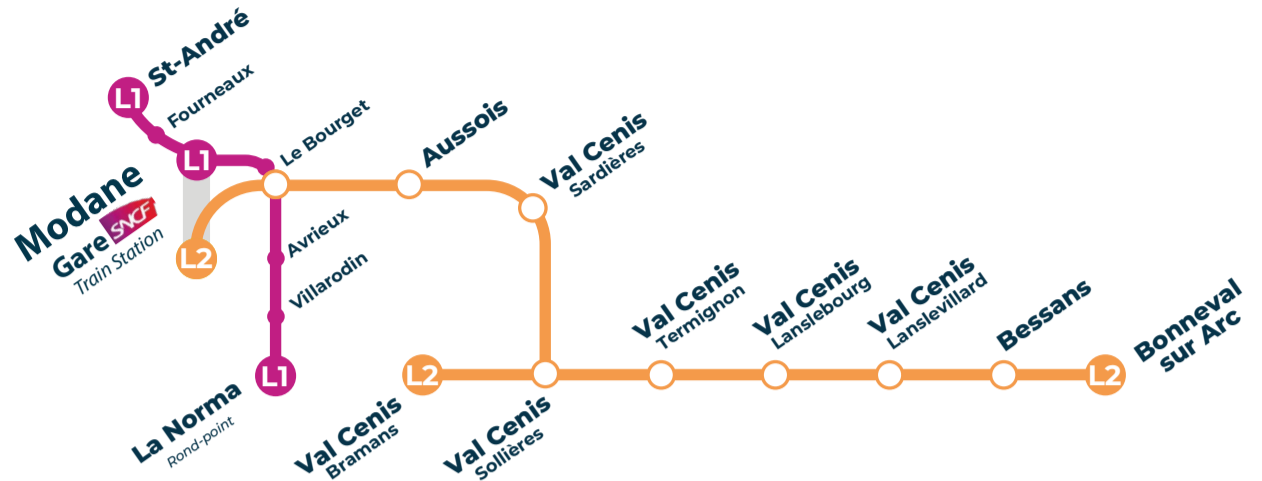 L1
St-André
Fourneaux
L1
Le Bourget
Aussois
Val Cenis
Sardières
Modane
Gare SNCF
Train Station
L2
Avrieux
Villarodin
L1
La Norma
Rond-point
L2
Val Cenis
Bramans
Val Cenis
Sollières
Val Cenis
Termignon
Val Cenis
Lanslebourg
Val Cenis
Lanslevillard
Bessans
L2
Bonneval
sur Arc